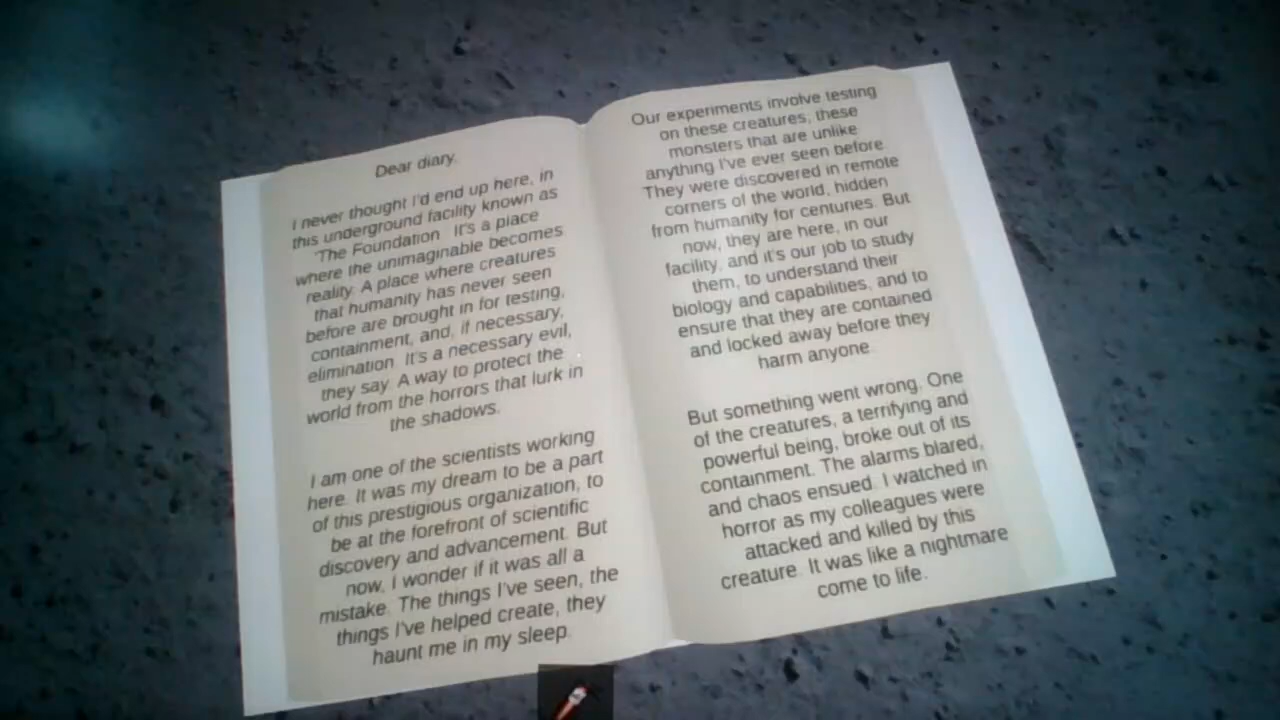 Dear diary,
I never thought I'd end up here, in
this underground facility known as
'The Foundation'. It's a place
where the unimaginable becomes
reality. A place where creatures
that humanity has never seen
before are brought in for testing,
containment, and, if necessary,
elimination. It's a necessary evil,
they say. A way to protect the
world from the horrors that lurk in
the shadows.
I am one of the scientists working
here. It was my dream to be a part
of this prestigious organization, to
be at the forefront of scientific
discovery and advancement. But
now, I wonder if it was all a
mistake. The things I've seen, the
things I've helped create, they
haunt me in my sleep.
Our experiments involve testing
on these creatures, these
monsters that are unlike
anything I've ever seen before.
They were discovered in remote
corners of the world, hidden
from humanity for centuries. But
now, they are here, in our
facility, and it's our job to study
them, to understand their
biology and capabilities, and to
ensure that they are contained
and locked away before they
harm anyone.
But something went wrong. One
of the creatures, a terrifying and
powerful being, broke out of its
containment. The alarms blared,
and chaos ensued. I watched in
horror as my colleagues were
attacked and killed by this
creature. It was like a nightmare
come to life.